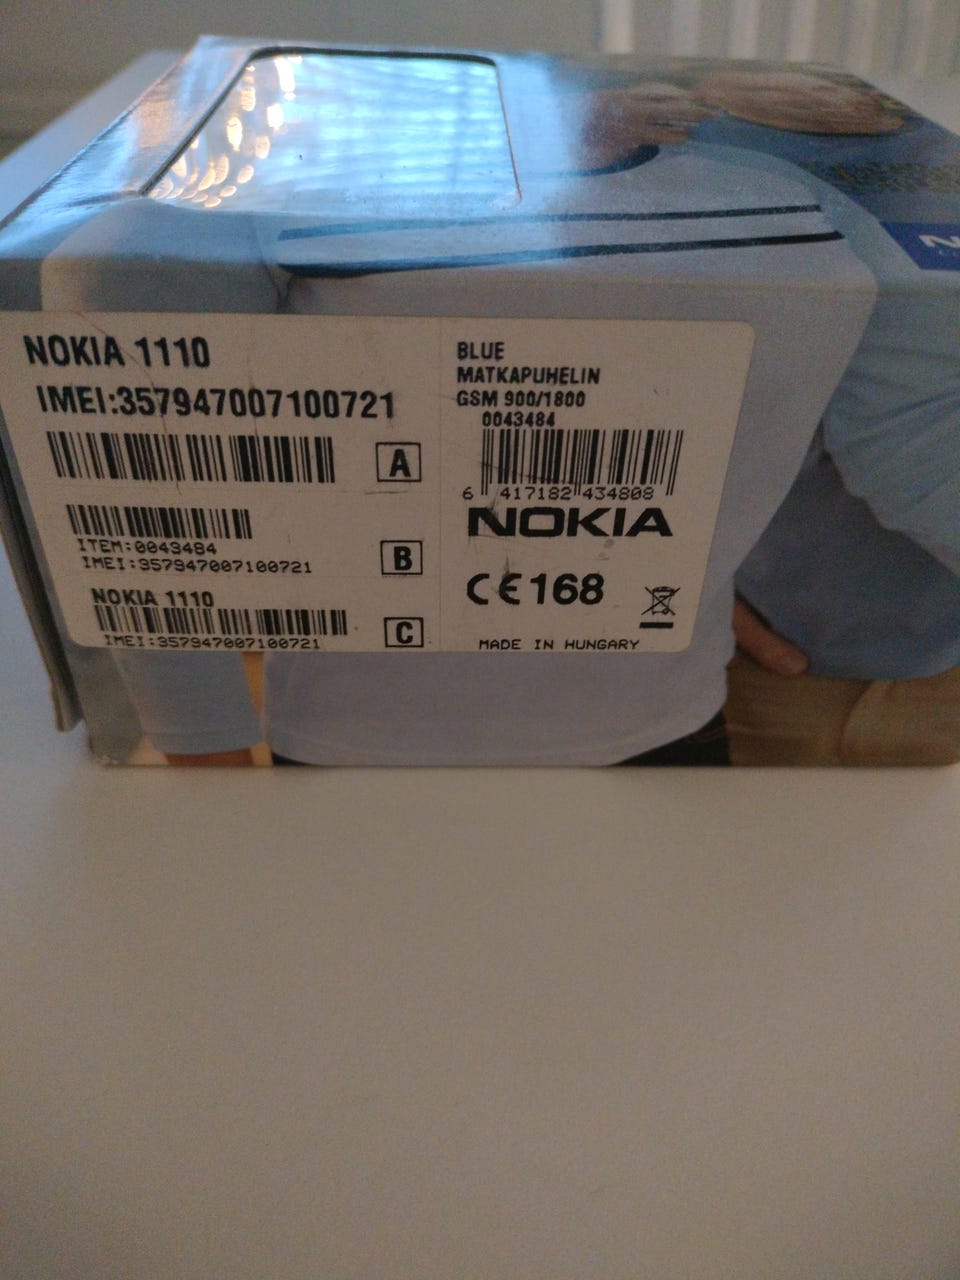 NOKIA 1110
IMEI:357947007100721
A
ITEM:0043484
IMEI:357947007100721
B
NOKIA 1110
IMEI:357947007100721
C
BLUE
MATKAPUHELIN
GSM 900/1800
0043484
6 417182 434808
NOKIA
CE168
MADE IN HUNGARY